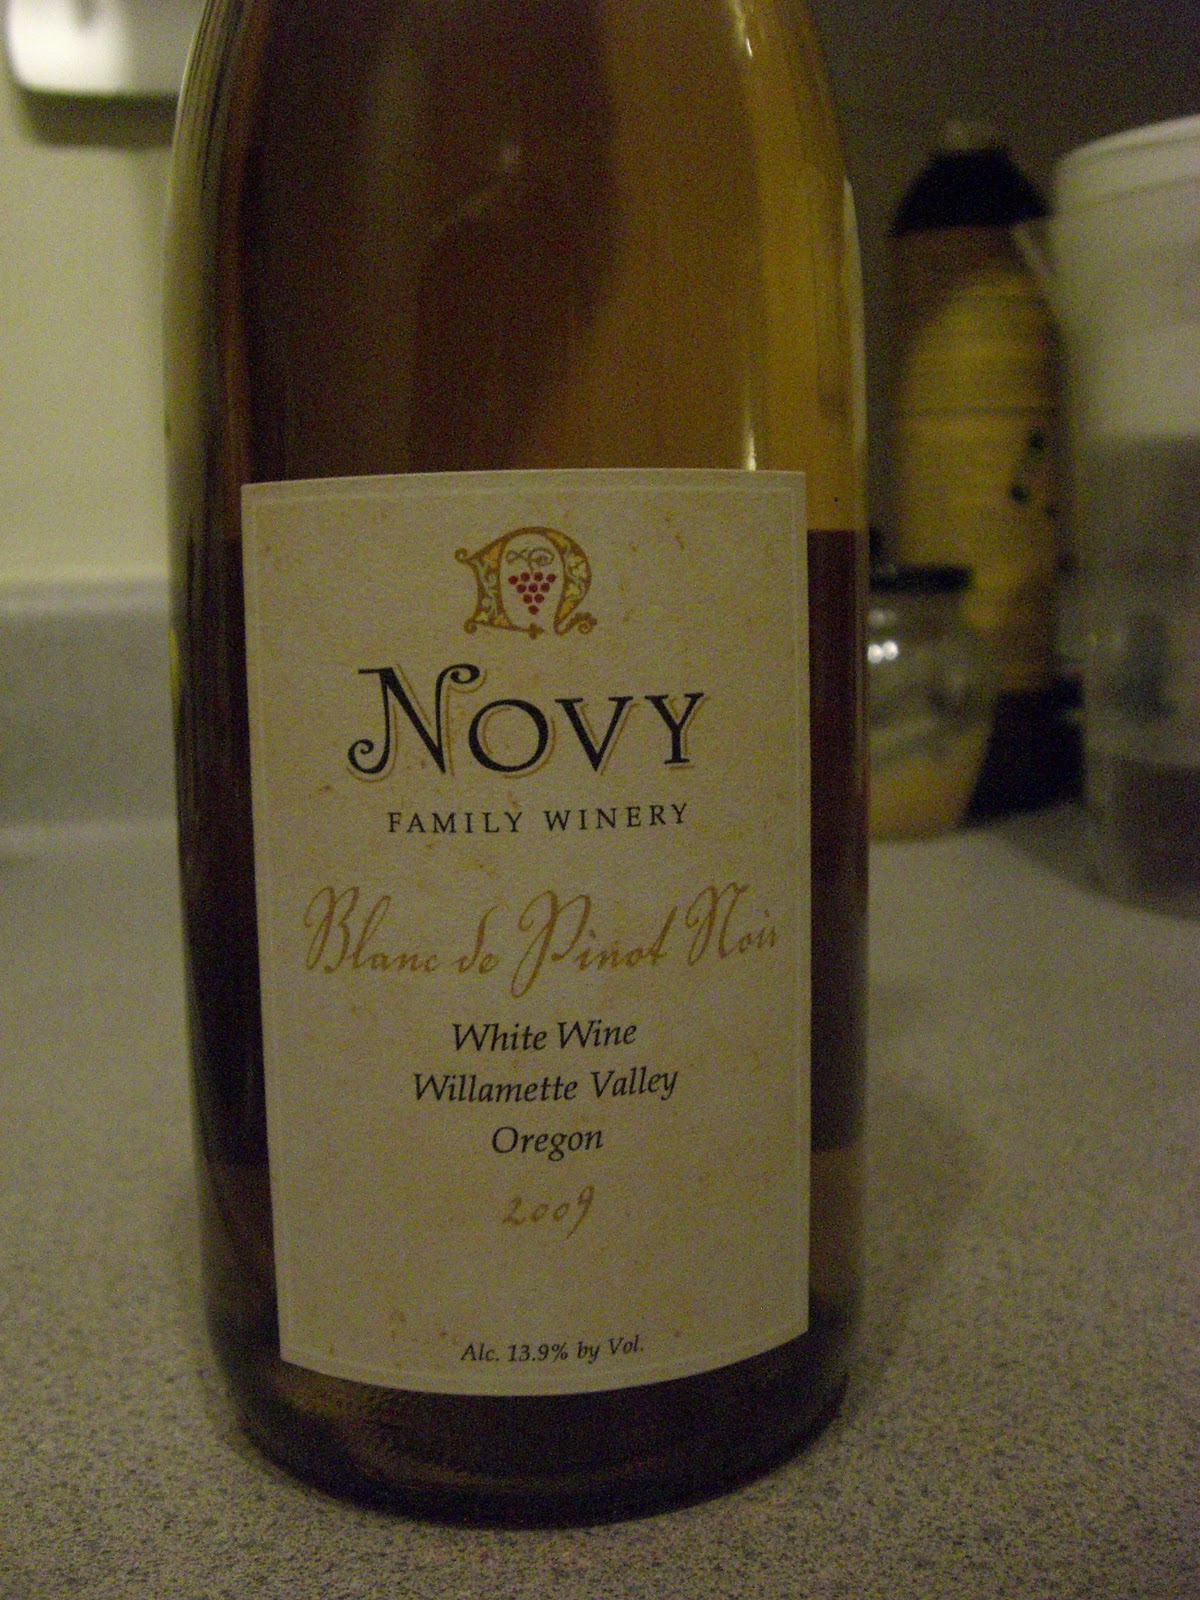 NOVY
FAMILY WINERY
Blanc de Pinot Noir
White Wine
Willamette Valley
Oregon
2009
Alc. 13.9% by Vol.